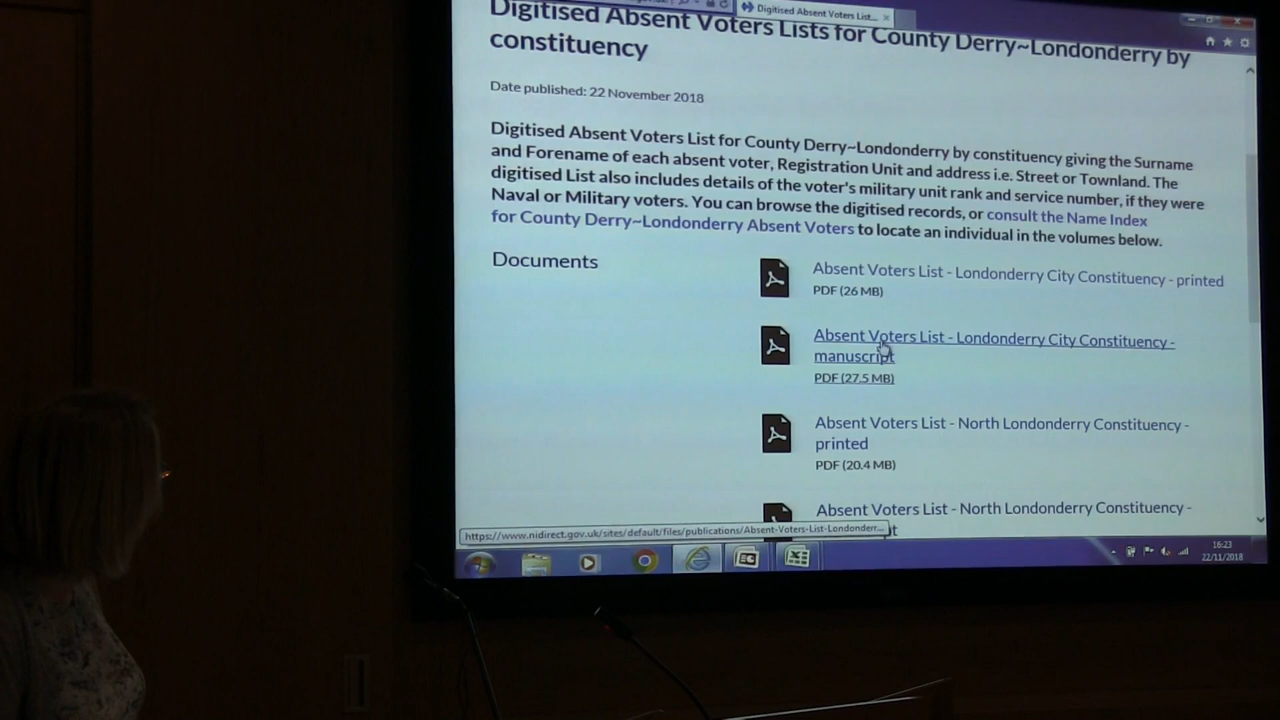 Digitised Absent Voters List...
Digitised Absent Voters Lists for County Derry~Londonderry by
constituency
Date published: 22 November 2018
Digitised Absent Voters List for County Derry~Londonderry by constituency giving the Surname
and Forename of each absent voter, Registration Unit and address i.e. Street or Townland. The
digitised List also includes details of the voter's military unit rank and service number, if they were
Naval or Military voters. You can browse the digitised records, or consult the Name Index
for County Derry~Londonderry Absent Voters to locate an individual in the volumes below.
Documents
Absent Voters List - Londonderry City Constituency - printed
PDF (26 MB)
Absent Voters List - Londonderry City Constituency -
manuscript
PDF (27.5 MB)
Absent Voters List - North Londonderry Constituency -
printed
PDF (20.4 MB)
Absent Voters List - North Londonderry Constituency -
https://www.nidirect.gov.uk/sites/default/files/publications/Absent-Voters-List-Londonderr...
16:23
22/11/2018